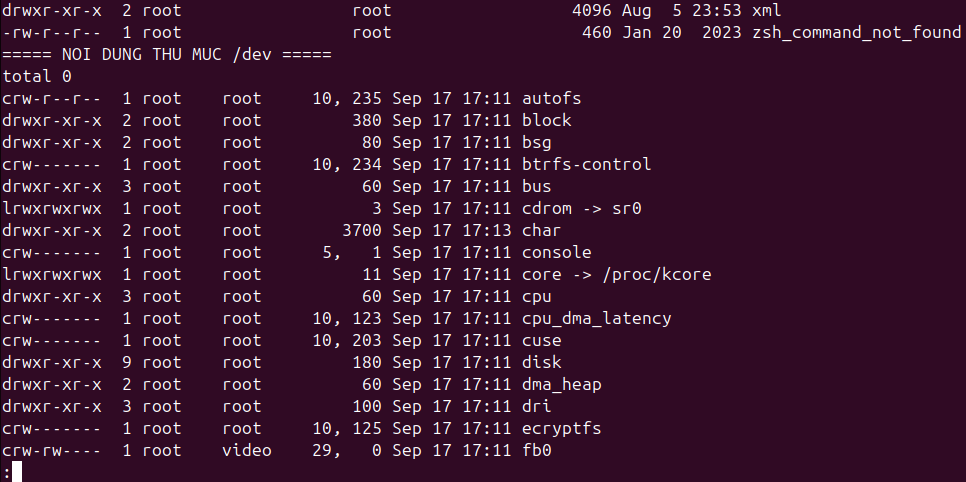 drwxr-xr-x  2 root                 root                  4096 Aug  5 23:53 xml
-rw-r--r--  1 root                 root                   460 Jan 20  2023 zsh_command_not_found
===== NOI DUNG THU MUC /dev =====
total 0
crw-r--r--  1 root    root     10, 235 Sep 17 17:11 autofs
drwxr-xr-x  2 root    root         380 Sep 17 17:11 block
drwxr-xr-x  2 root    root          80 Sep 17 17:11 bsg
crw-------  1 root    root     10, 234 Sep 17 17:11 btrfs-control
drwxr-xr-x  3 root    root          60 Sep 17 17:11 bus
lrwxrwxrwx  1 root    root           3 Sep 17 17:11 cdrom -> sr0
drwxr-xr-x  2 root    root        3700 Sep 17 17:13 char
crw-------  1 root    root      5,   1 Sep 17 17:11 console
lrwxrwxrwx  1 root    root          11 Sep 17 17:11 core -> /proc/kcore
drwxr-xr-x  3 root    root          60 Sep 17 17:11 cpu
crw-------  1 root    root     10, 123 Sep 17 17:11 cpu_dma_latency
crw-------  1 root    root     10, 203 Sep 17 17:11 cuse
drwxr-xr-x  9 root    root         180 Sep 17 17:11 disk
drwxr-xr-x  2 root    root          60 Sep 17 17:11 dma_heap
drwxr-xr-x  3 root    root         100 Sep 17 17:11 dri
crw-------  1 root    root     10, 125 Sep 17 17:11 ecryptfs
crw-rw----  1 root    video    29,   0 Sep 17 17:11 fb0
: